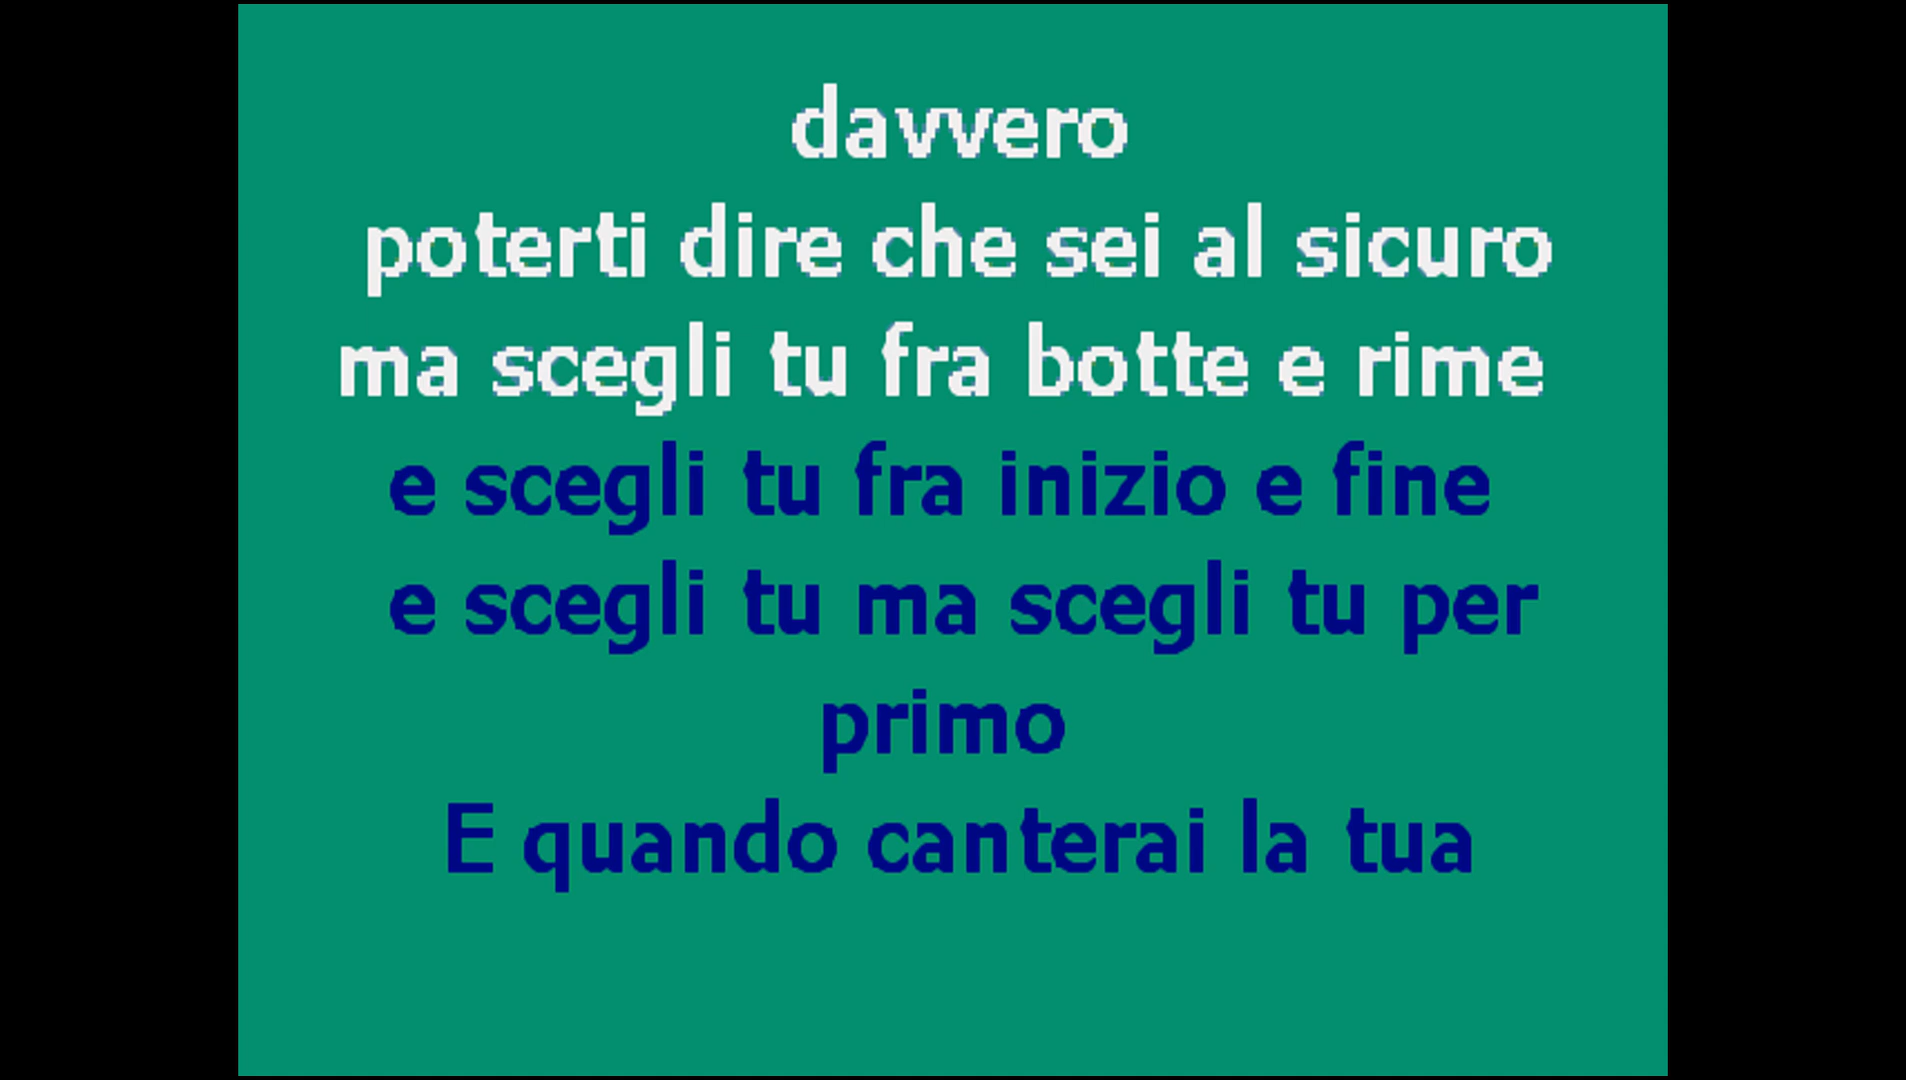 davvero
poterti dire che sei al sicuro
ma scegli tu fra botte e rime
e scegli tu fra inizio e fine
e scegli tu ma scegli tu per
primo
E quando canterai la tua